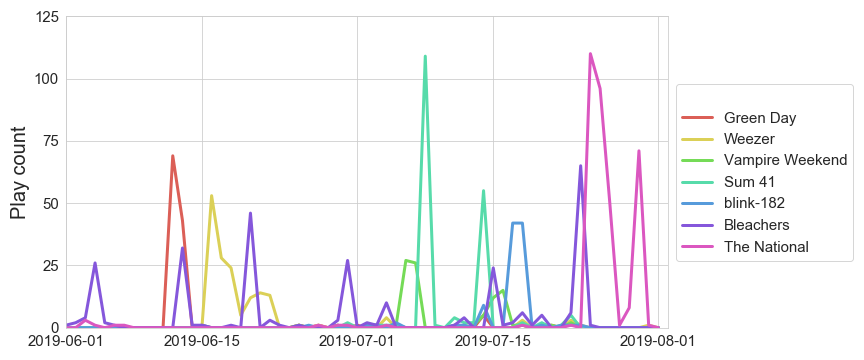 125
100
75
50
25
0
Play count
2019-06-01
2019-06-15
2019-07-01
2019-07-15
2019-08-01
Green Day
Weezer
Vampire Weekend
Sum 41
blink-182
Bleachers
The National